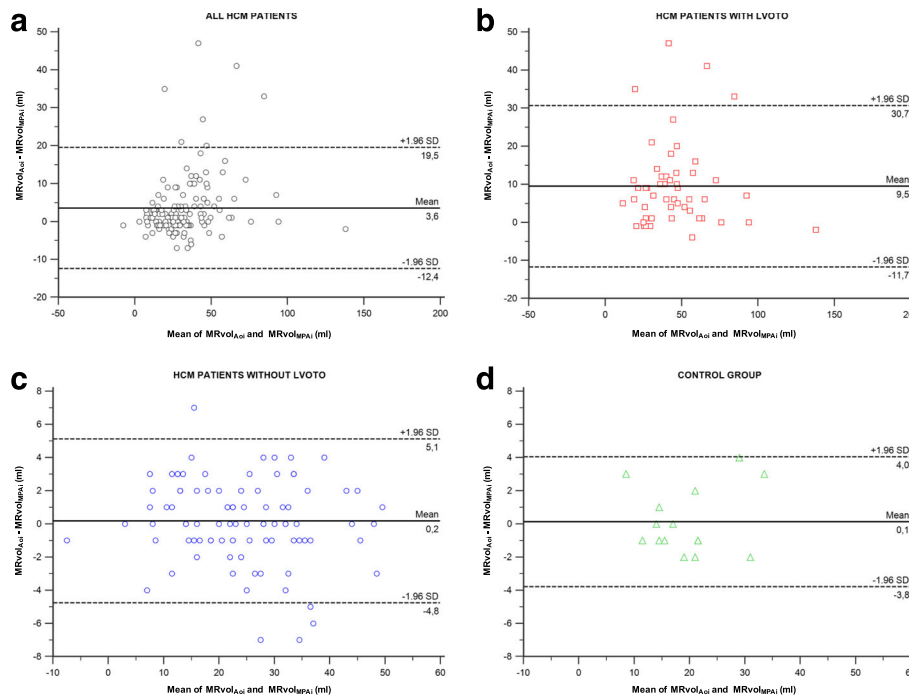 a
ALL HCM PATIENTS
MRvolAoi - MRvolMPAi (ml)
50
40
30
20
10
0
-10
-20
+1.96 SD
19,5
Mean
3,6
-1.96 SD
-12,4
-50
0
50
100
150
200
Mean of MRvolAoi and MRvolMPAi (ml)
b
HCM PATIENTS WITH LVOTO
MRvolAoi - MRvolMPAi (ml)
50
40
30
20
10
0
-10
-20
+1.96 SD
30,7
Mean
9,5
-1.96 SD
-11,7
-50
0
50
100
150
200
Mean of MRvolAoi and MRvolMPAi (ml)
c
HCM PATIENTS WITHOUT LVOTO
MRvolAoi - MRvolMPAi (ml)
8
6
4
2
0
-2
-4
-6
-8
+1.96 SD
5,1
Mean
0,2
-1.96 SD
-4,8
-10
0
10
20
30
40
50
60
Mean of MRvolAoi and MRvolMPAi (ml)
d
CONTROL GROUP
MRvolAoi - MRvolMPAi (ml)
8
6
4
2
0
-2
-4
-6
-8
+1.96 SD
4,0
Mean
0,1
-1.96 SD
-3,8
-10
0
10
20
30
40
50
60
Mean of MRvolAoi and MRvolMPAi (ml)